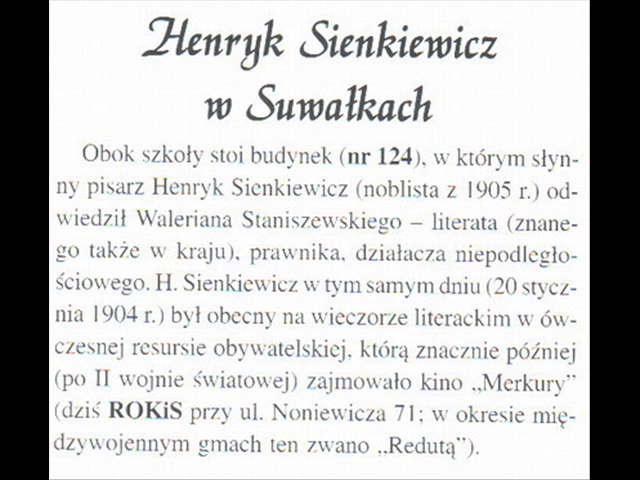 Henryk Sienkiewicz
w Suwałkach
Obok szkoły stoi budynek (nr 124), w którym słyn-
ny pisarz Henryk Sienkiewicz (noblista z 1905 r.) od-
wiedził Waleriana Staniszewskiego – literata (znane-
go także w kraju), prawnika, działacza niepodległo-
ściowego. H. Sienkiewicz w tym samym dniu (20 stycz-
nia 1904 r.) był obecny na wieczorze literackim w ów-
czesnej resursie obywatelskiej, którą znacznie później
(po II wojnie światowej) zajmowało kino „Merkury”
(dziś ROKiS przy ul. Noniewicza 71; w okresie mię-
dzywojennym gmach ten zwano „Redutą”).